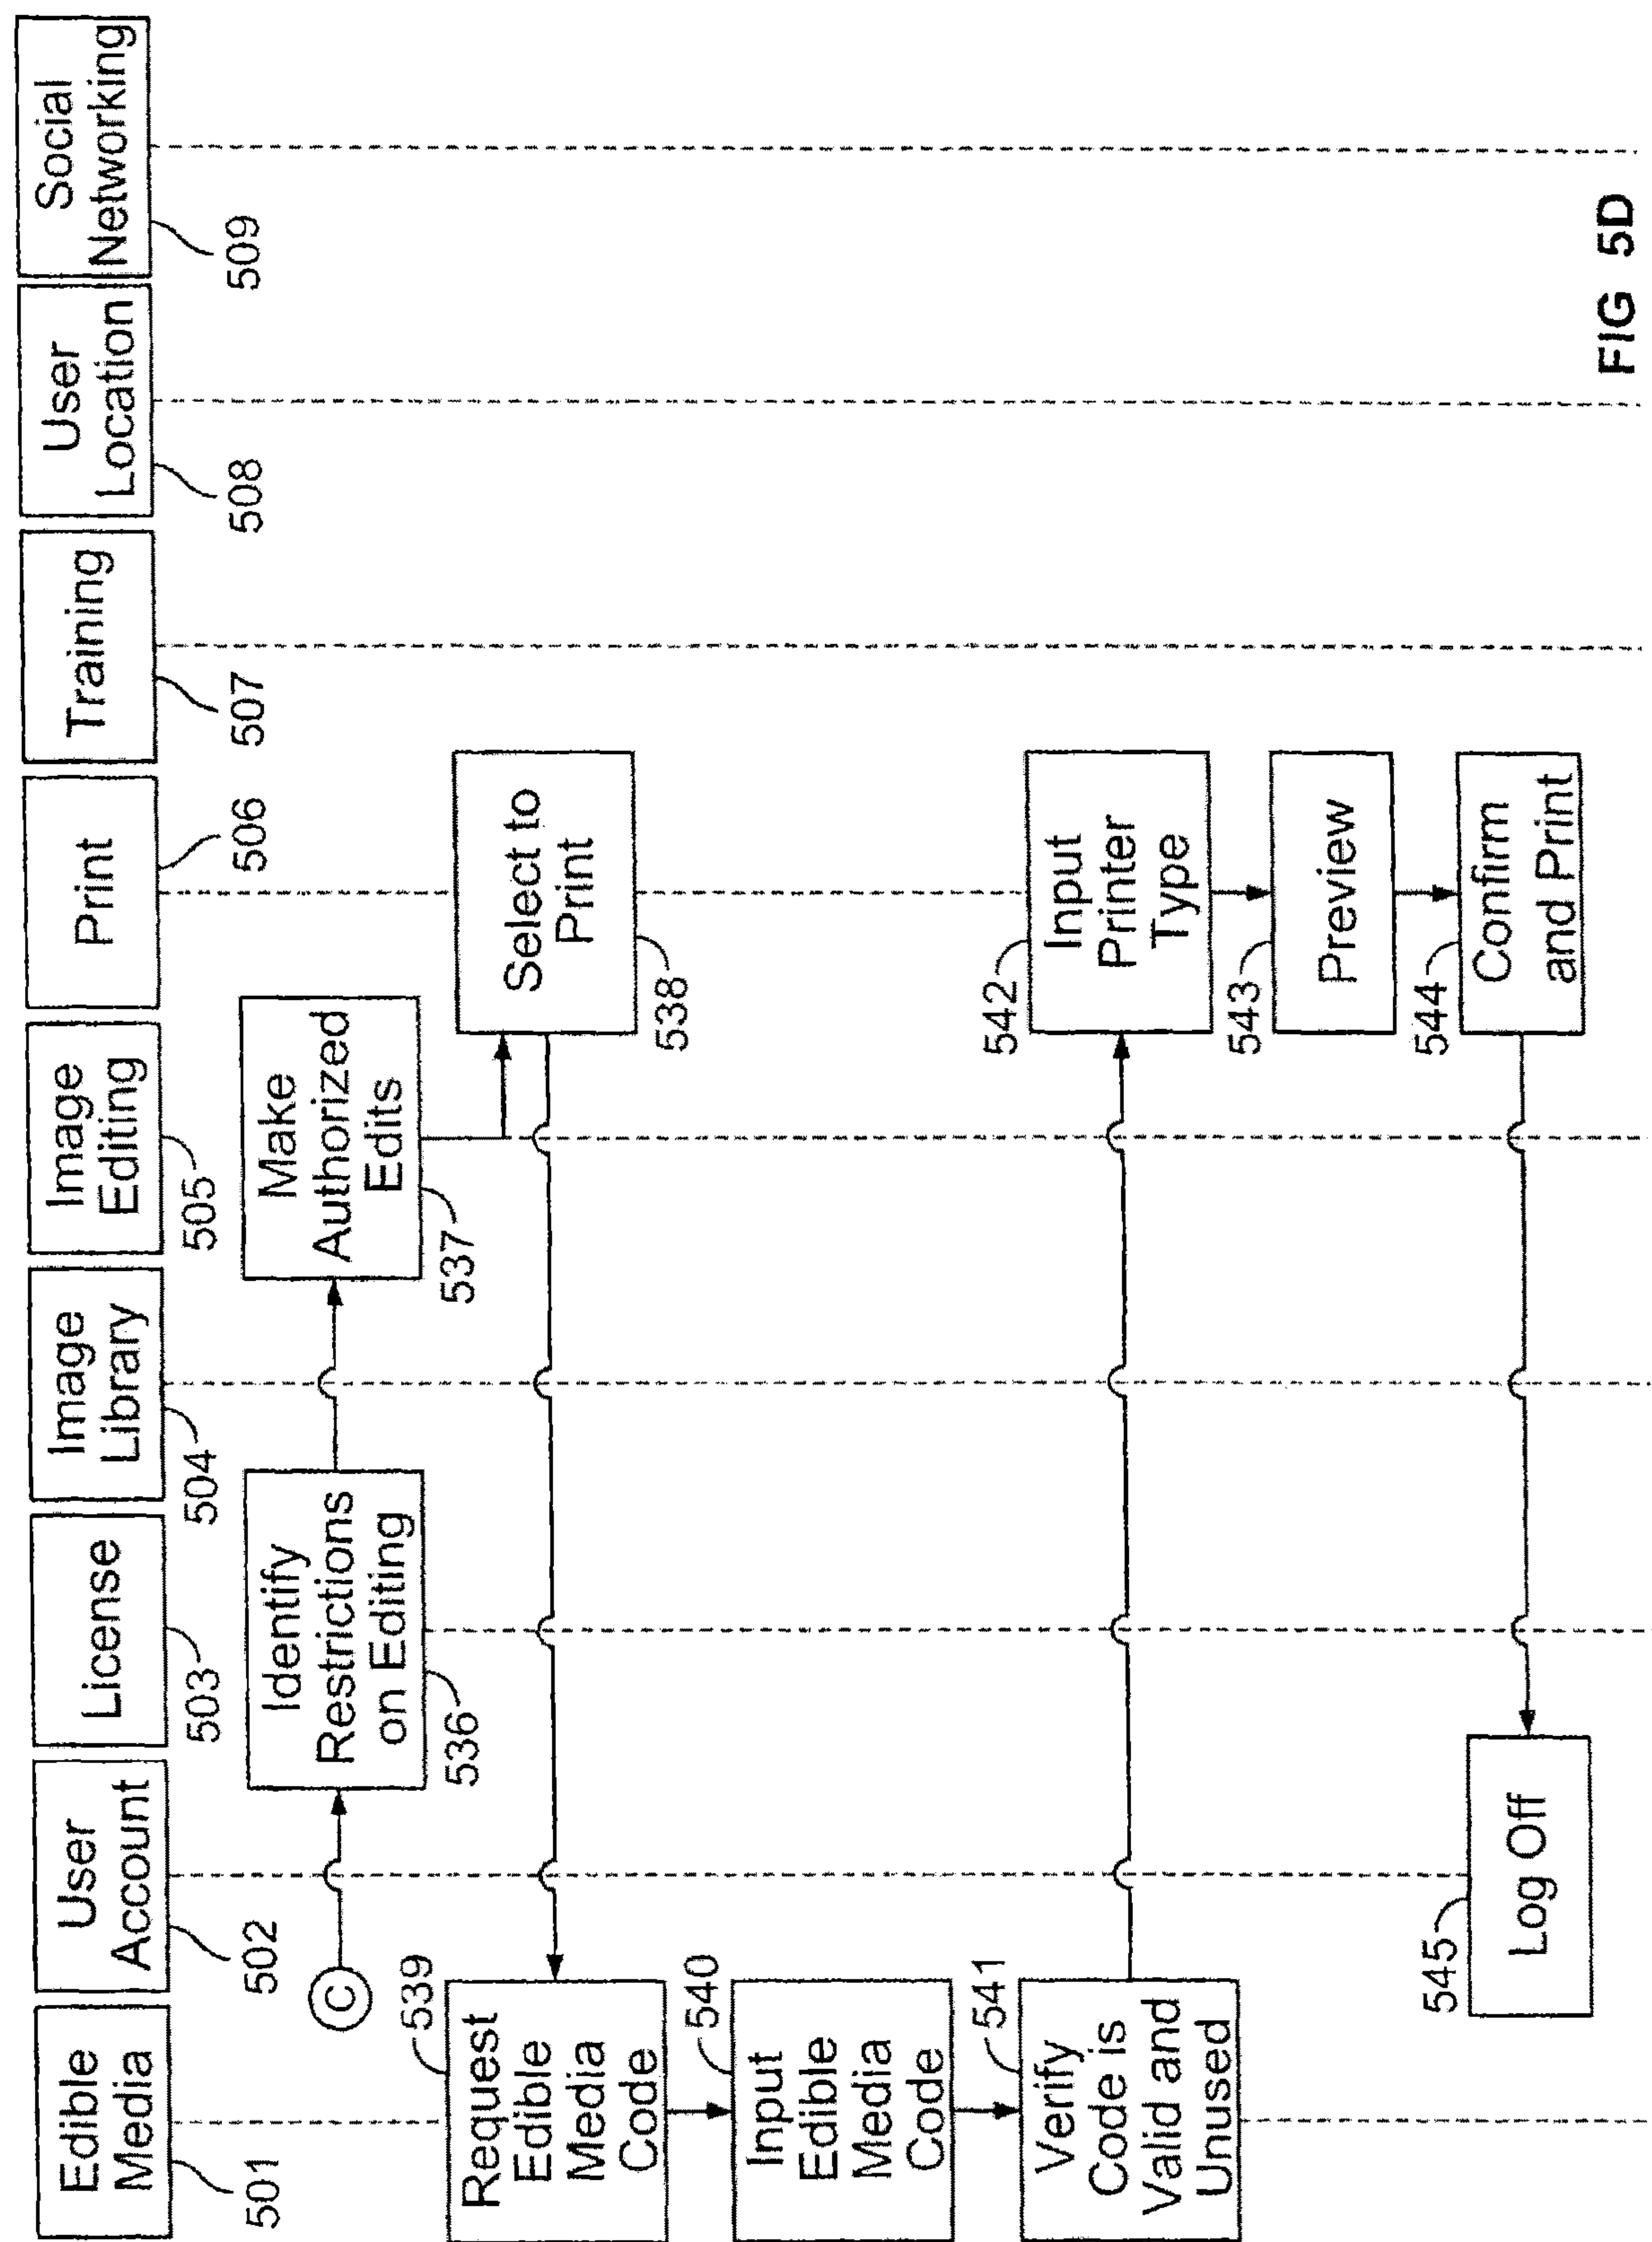 Edible
Media
501
User
Account
502
License
503
Image
Library
504
Image
Editing
505
Print
506
Training
507
User
Location
508
Social
Networking
509
C
Identify
Restrictions
on Editing
536
Make
Authorized
Edits
537
Select to
Print
538
Request
Edible
Media
Code
539
Input
Edible
Media
Code
540
Verify
Code is
Valid and
Unused
541
Input
Printer
Type
542
Preview
543
Confirm
and Print
544
Log Off
545
FIG 5D